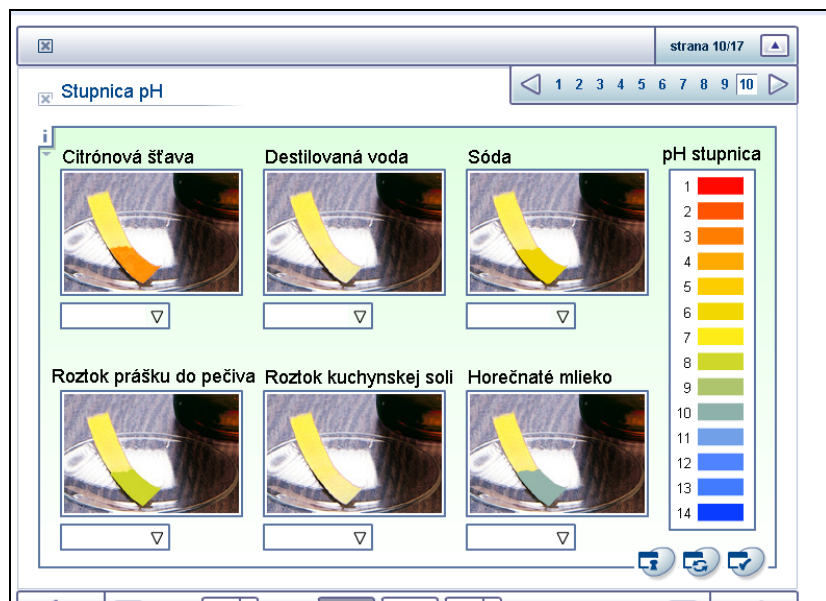 strana 10/17
Stupnica pH
1 2 3 4 5 6 7 8 9 10
i
Citrónová šťava
Destilovaná voda
Sóda
Roztok prášku do pečiva
Roztok kuchynskej soli
Horečnaté mlieko
pH stupnica
1
2
3
4
5
6
7
8
9
10
11
12
13
14